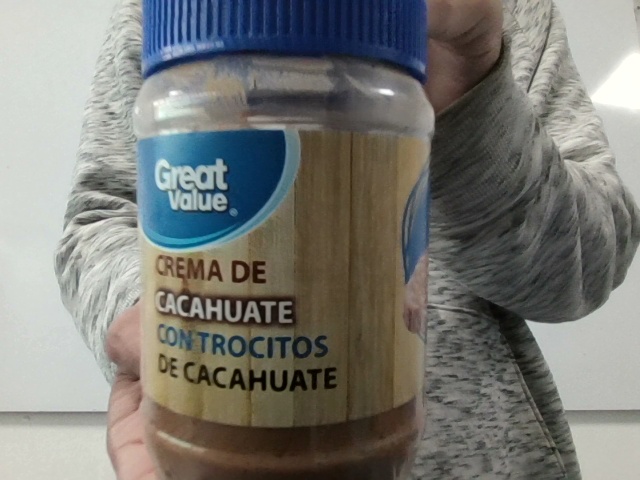 Great
Value®
CREMA DE
CACAHUATE
CON TROCITOS
DE CACAHUATE